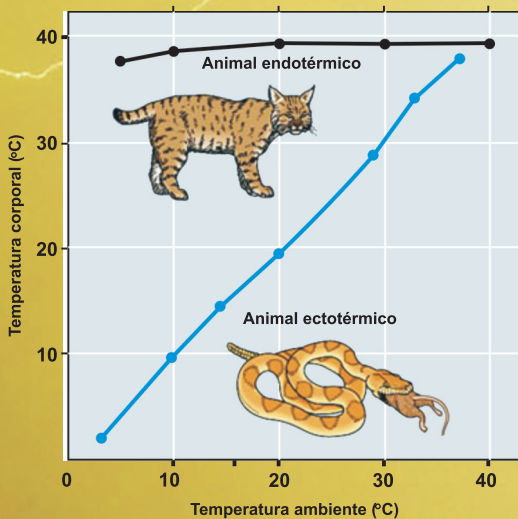 40
Animal endotérmico
30
Temperatura corporal (ºC)
20
Animal ectotérmico
10
0 10 20 30 40
Temperatura ambiente (ºC)